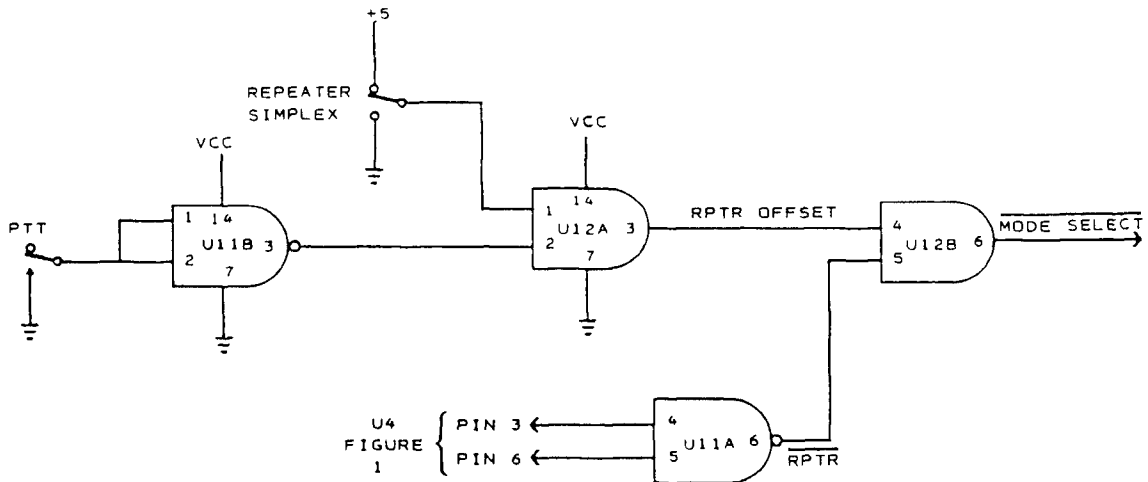 +5
REPEATER
SIMPLEX
VCC
VCC
PTT
1 14
U11B 3
2
7
14
1
U12A 3
2
7
RPTR OFFSET
4
U12B 6
5
MODE SELECT
U4
FIGURE
1
PIN 3
PIN 6
4
U11A 6
5
RPTR